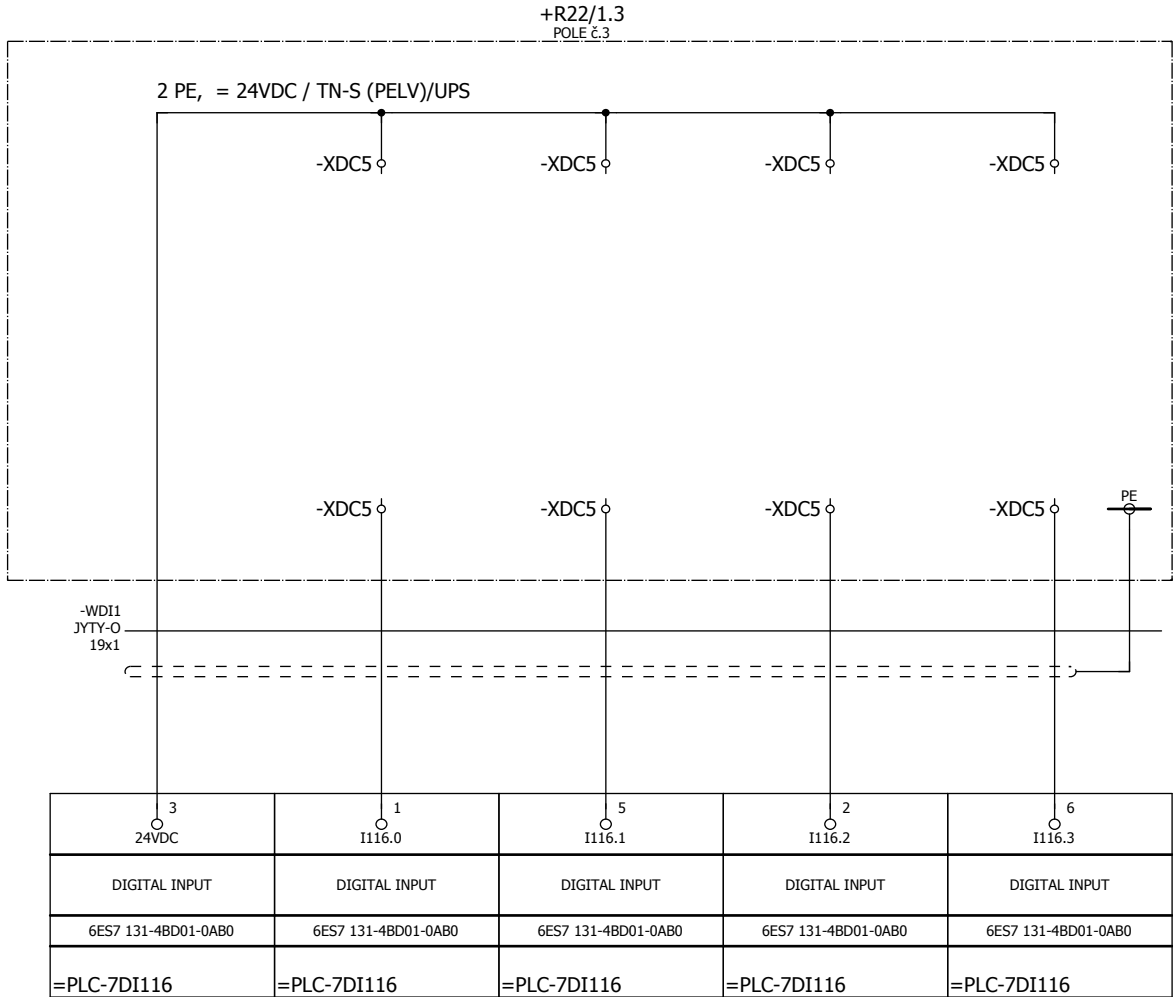 +R22/1.3
POLE č.3
2 PE, = 24VDC / TN-S (PELV)/UPS
-XDC5 -XDC5 -XDC5 -XDC5
-XDC5 -XDC5 -XDC5 -XDC5 PE
-WDI1
JYTY-O
19x1
3 1 5 2 6
24VDC I116.0 I116.1 I116.2 I116.3
DIGITAL INPUT DIGITAL INPUT DIGITAL INPUT DIGITAL INPUT DIGITAL INPUT
6ES7 131-4BD01-0AB0 6ES7 131-4BD01-0AB0 6ES7 131-4BD01-0AB0 6ES7 131-4BD01-0AB0 6ES7 131-4BD01-0AB0
=PLC-7DI116 =PLC-7DI116 =PLC-7DI116 =PLC-7DI116 =PLC-7DI116